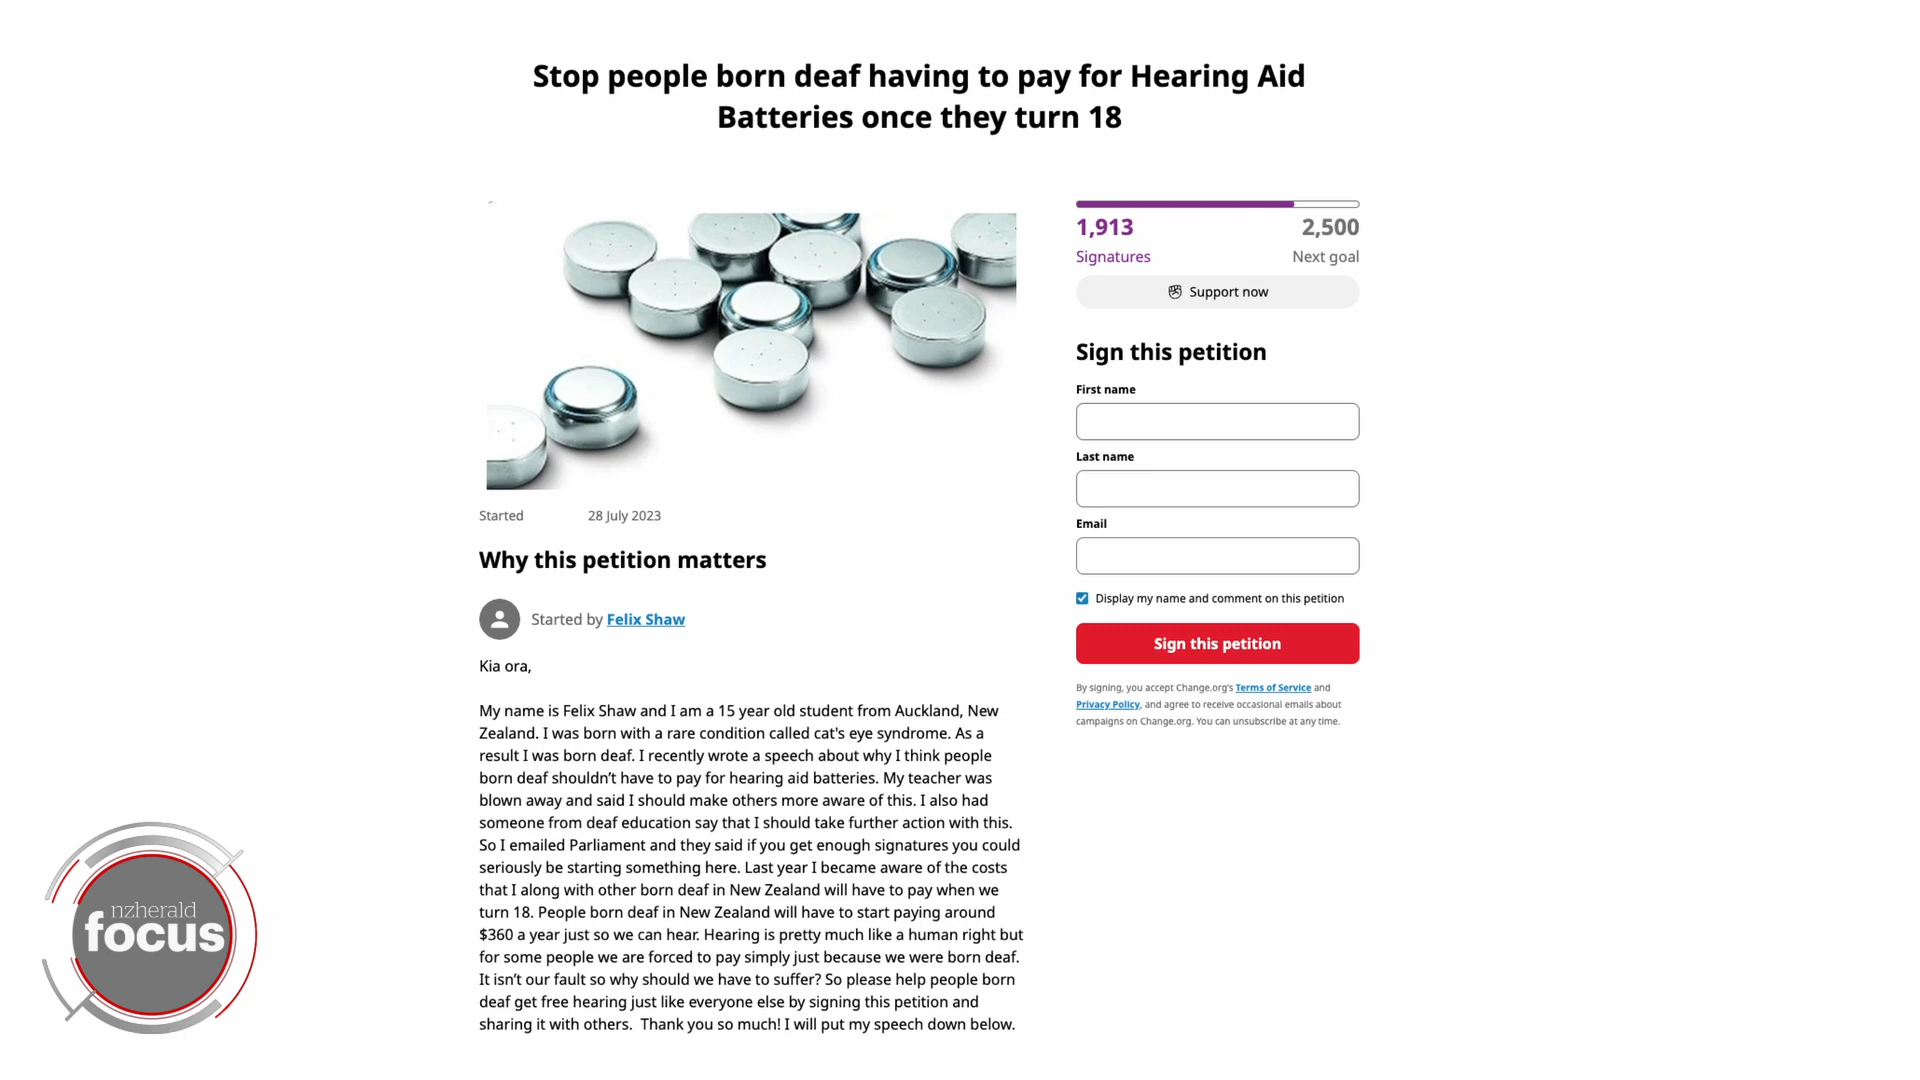 Stop people born deaf having to pay for Hearing Aid
Batteries once they turn 18
1,913
2,500
Signatures
Next goal
Support now
Sign this petition
First name
Last name
Email
Display my name and comment on this petition
Sign this petition
By signing, you accept Change.org's Terms of Service and
Privacy Policy, and agree to receive occasional emails about
campaigns on Change.org. You can unsubscribe at any time.
Started 28 July 2023
Why this petition matters
Started by Felix Shaw
Kia ora,
My name is Felix Shaw and I am a 15 year old student from Auckland, New
Zealand. I was born with a rare condition called cat's eye syndrome. As a
result I was born deaf. I recently wrote a speech about why I think people
born deaf shouldn’t have to pay for hearing aid batteries. My teacher was
blown away and said I should make others more aware of this. I also had
someone from deaf education say that I should take further action with this.
So I emailed Parliament and they said if you get enough signatures you could
seriously be starting something here. Last year I became aware of the costs
that I along with other born deaf in New Zealand will have to pay when we
turn 18. People born deaf in New Zealand will have to start paying around
$360 a year just so we can hear. Hearing is pretty much like a human right but
for some people we are forced to pay simply just because we were born deaf.
It isn’t our fault so why should we have to suffer? So please help people born
deaf get free hearing just like everyone else by signing this petition and
sharing it with others.  Thank you so much! I will put my speech down below.
nzherald
focus